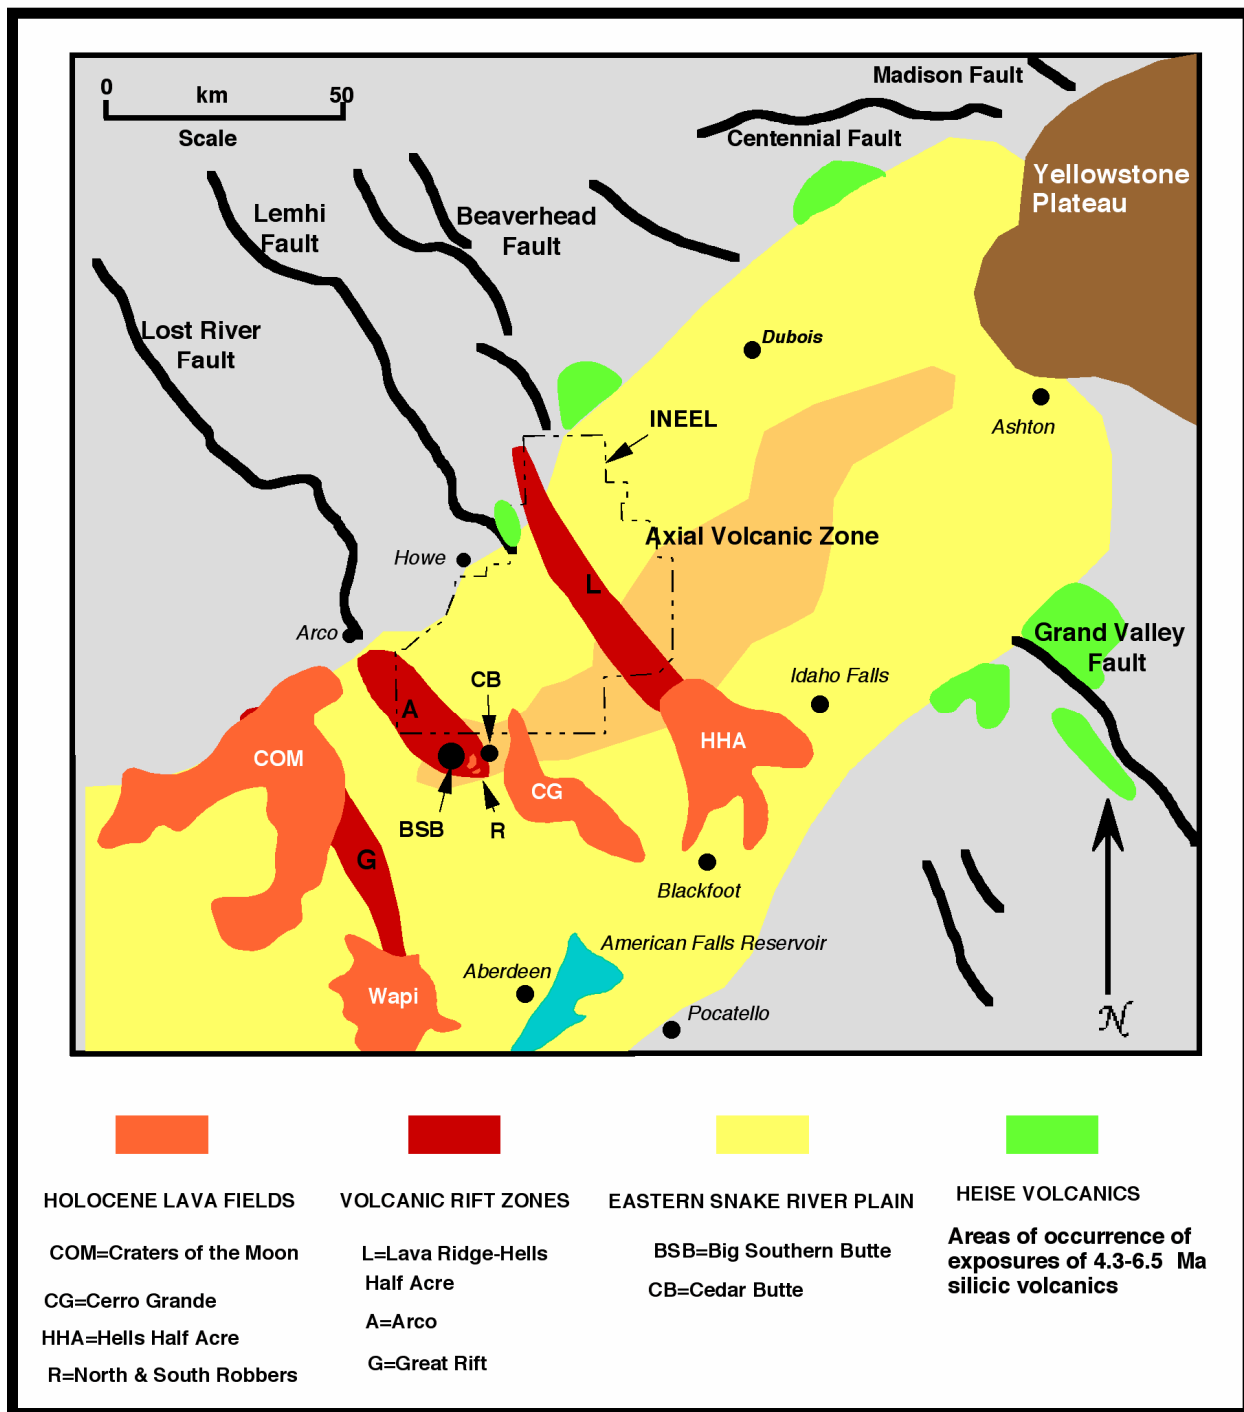 0 km 50
Scale
Madison Fault
Centennial Fault
Yellowstone
Plateau
Lemhi
Fault
Beaverhead
Fault
Lost River
Fault
Dubois
INEEL
Ashton
Axial Volcanic Zone
Howe
L
Arco
Grand Valley
Fault
CB
Idaho Falls
A
COM
HHA
CG
BSB
R
G
Blackfoot
American Falls Reservoir
Aberdeen
Wapi
Pocatello
N
HOLOCENE LAVA FIELDS
COM=Craters of the Moon
CG=Cerro Grande
HHA=Hells Half Acre
R=North & South Robbers
VOLCANIC RIFT ZONES
L=Lava Ridge-Hells
Half Acre
A=Arco
G=Great Rift
EASTERN SNAKE RIVER PLAIN
BSB=Big Southern Butte
CB=Cedar Butte
HEISE VOLCANICS
Areas of occurrence of
exposures of 4.3-6.5 Ma
silicic volcanics